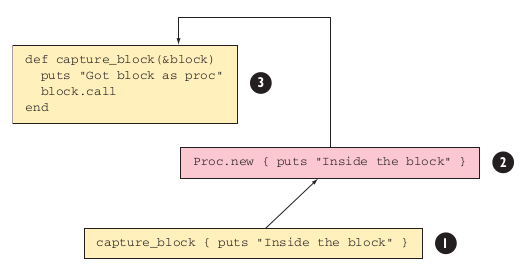 def capture_block(&block)
  puts "Got block as proc"
  block.call
end
3
Proc.new { puts "Inside the block" }
2
capture_block { puts "Inside the block" }
1